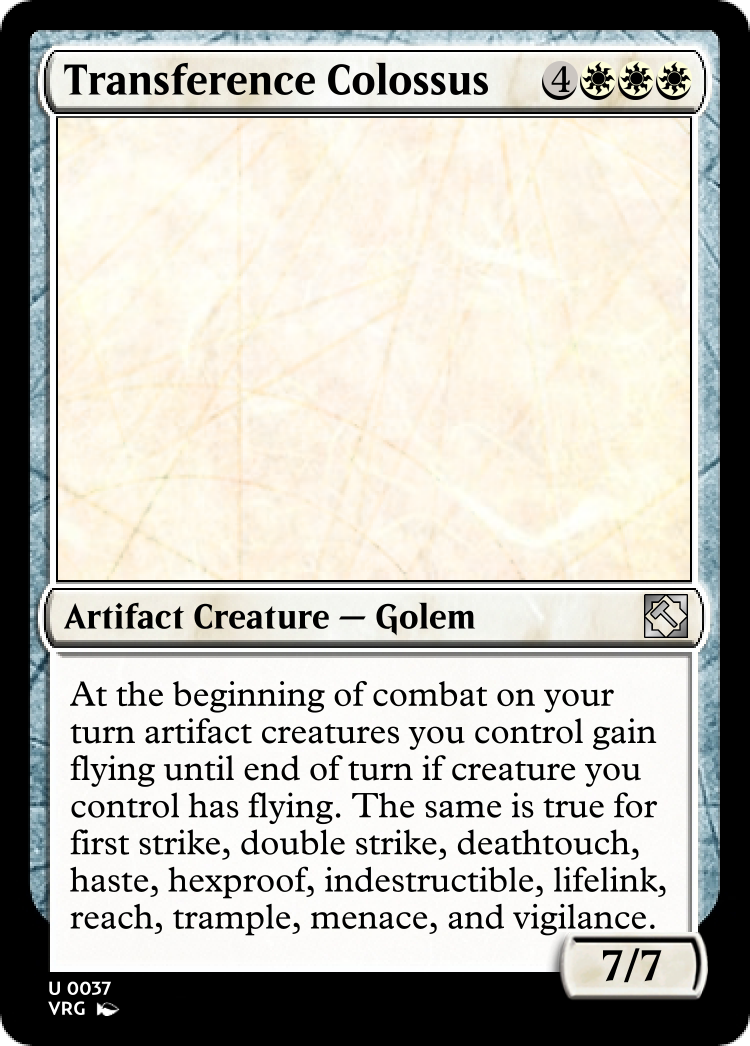 Transference Colossus 4
Artifact Creature — Golem
At the beginning of combat on your
turn artifact creatures you control gain
flying until end of turn if creature you
control has flying. The same is true for
first strike, double strike, deathtouch,
haste, hexproof, indestructible, lifelink,
reach, trample, menace, and vigilance.
7/7
U 0037
VRG